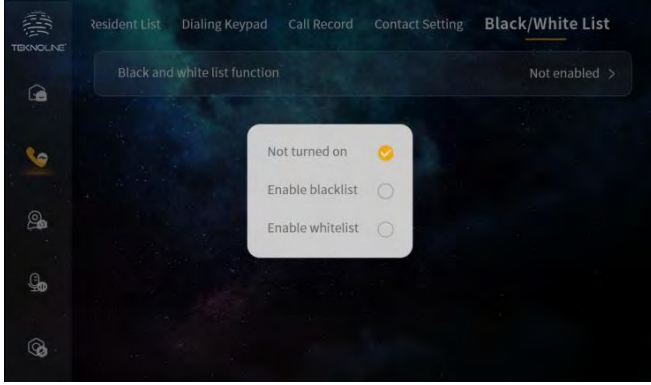 TEKNOLINE
Resident List Dialing Keypad Call Record Contact Setting Black/White List
Black and white list function Not enabled >
Not turned on
Enable blacklist
Enable whitelist